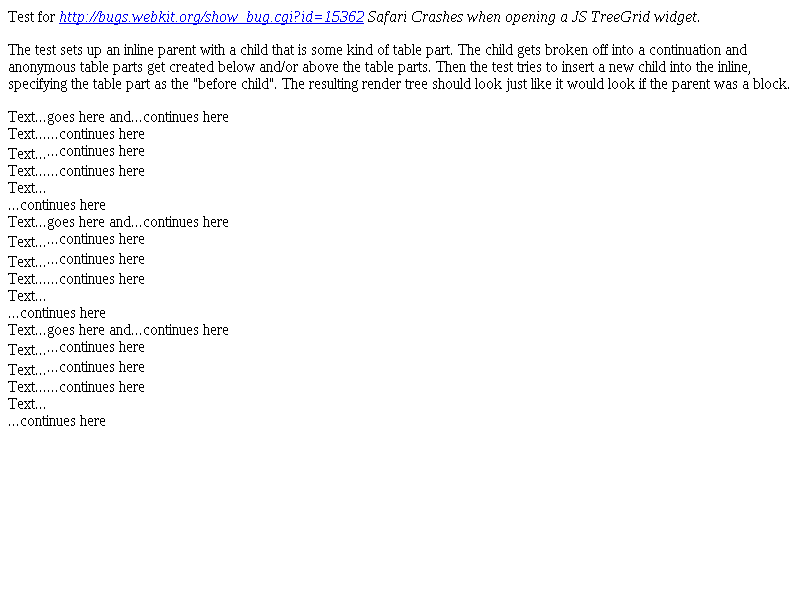 Test for http://bugs.webkit.org/show_bug.cgi?id=15362 Safari Crashes when opening a JS TreeGrid widget.
The test sets up an inline parent with a child that is some kind of table part. The child gets broken off into a continuation and
anonymous table parts get created below and/or above the table parts. Then the test tries to insert a new child into the inline,
specifying the table part as the "before child". The resulting render tree should look just like it would look if the parent was a block.
Text...goes here and...continues here
Text......continues here
Text......continues here
Text......continues here
Text...
...continues here
Text...goes here and...continues here
Text......continues here
Text......continues here
Text......continues here
Text...
...continues here
Text...goes here and...continues here
Text......continues here
Text......continues here
Text......continues here
Text...
...continues here